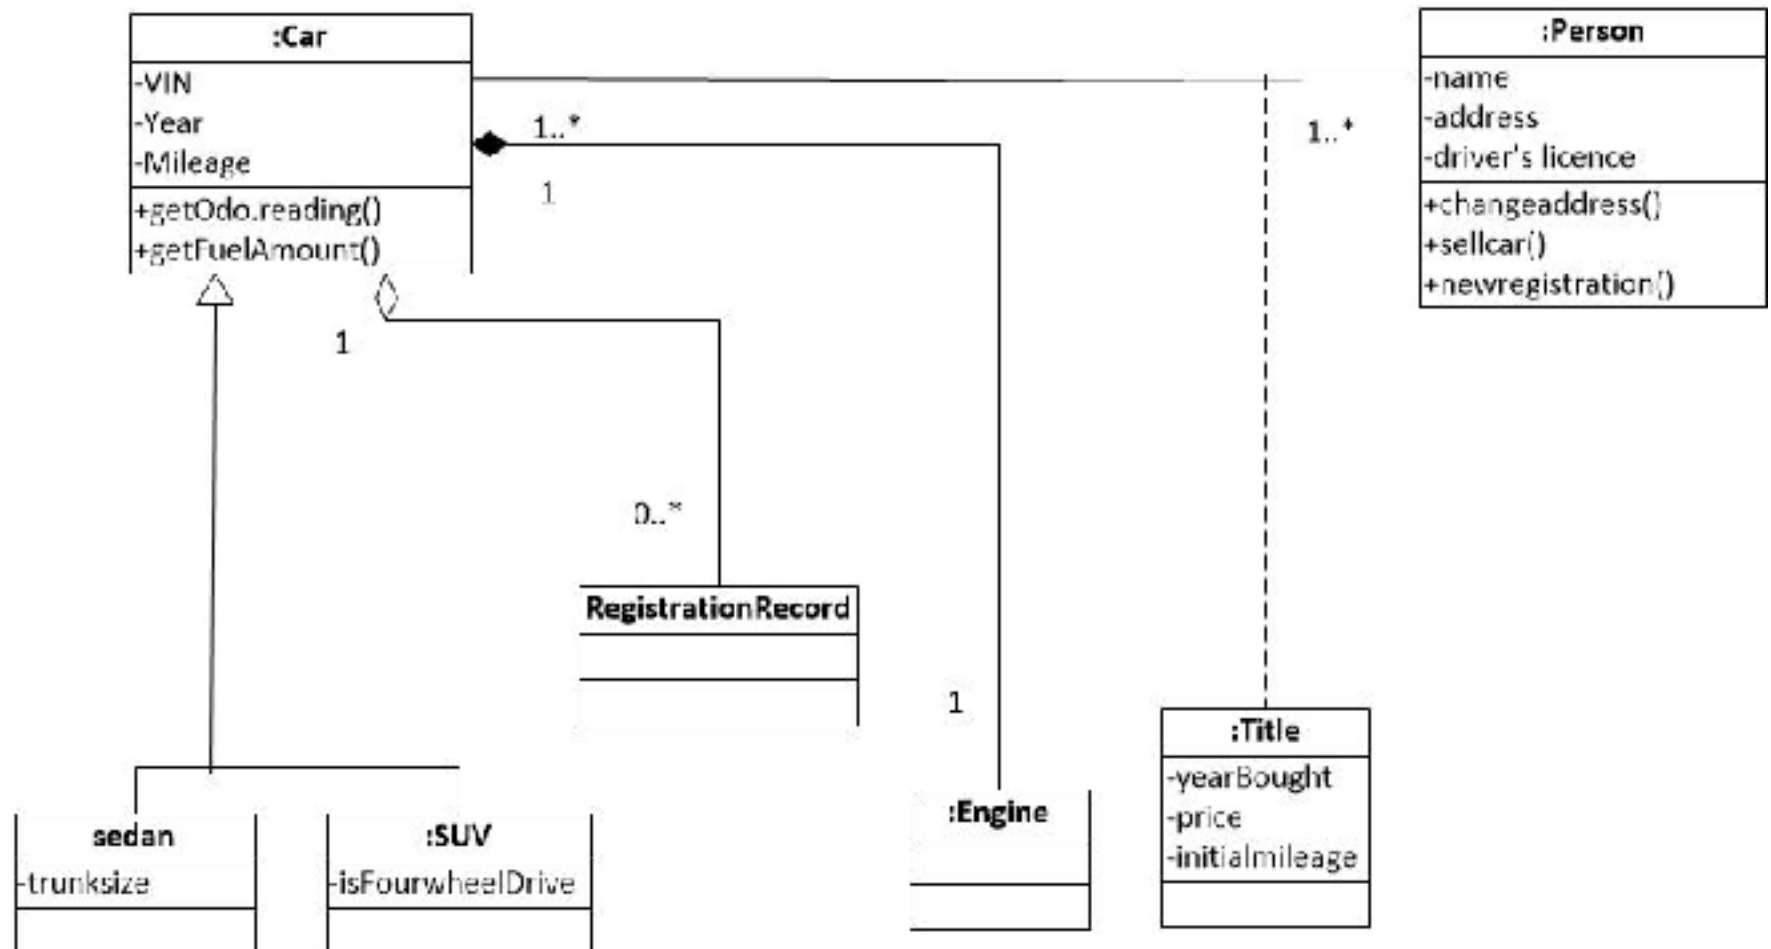 :Car
-VIN
-Year
-Mileage
+getOdo.reading()
+getFuelAmount()
1..*
1
1..*
:Person
-name
-address
-driver's licence
+changeaddress()
+sellcar()
+newregistration()
1
0..*
RegistrationRecord
1
:Title
-yearBought
-price
-initialmileage
:Engine
sedan
-trunksize
:SUV
-isFourwheelDrive